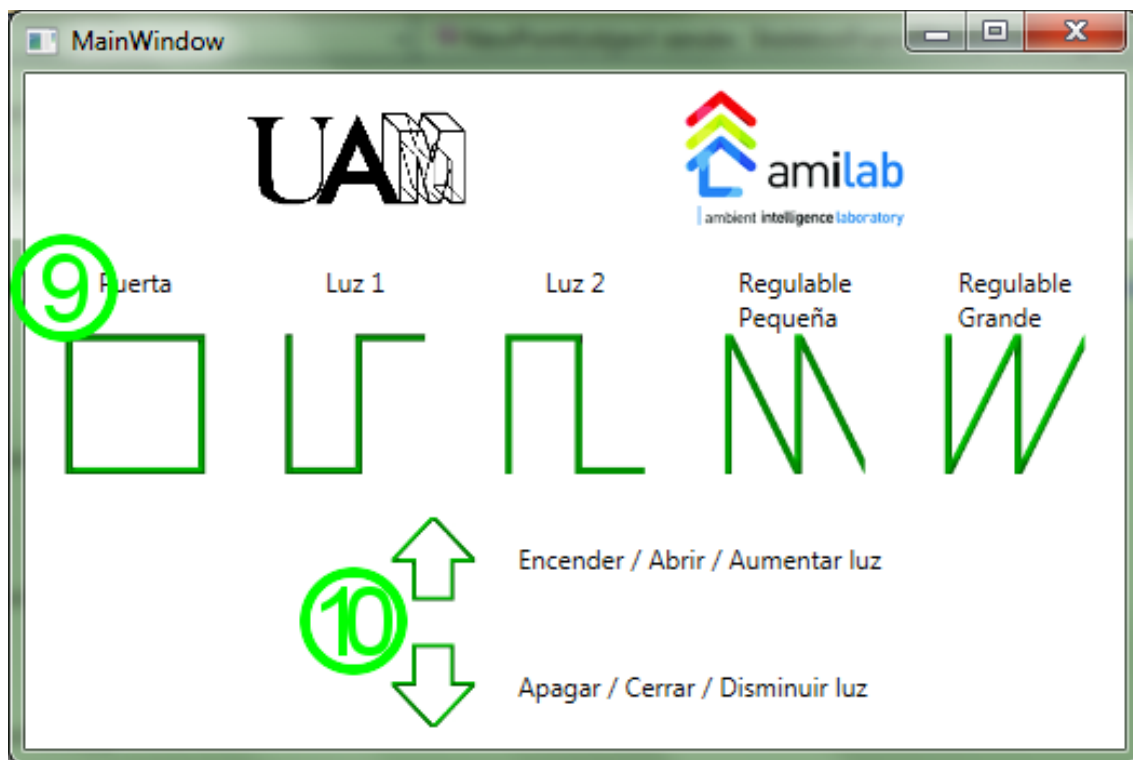 MainWindow
UAM
amilab
ambient intelligence laboratory
9
Puerta
Luz 1
Luz 2
Regulable
Pequeña
Regulable
Grande
10
Encender / Abrir / Aumentar luz
Apagar / Cerrar / Disminuir luz